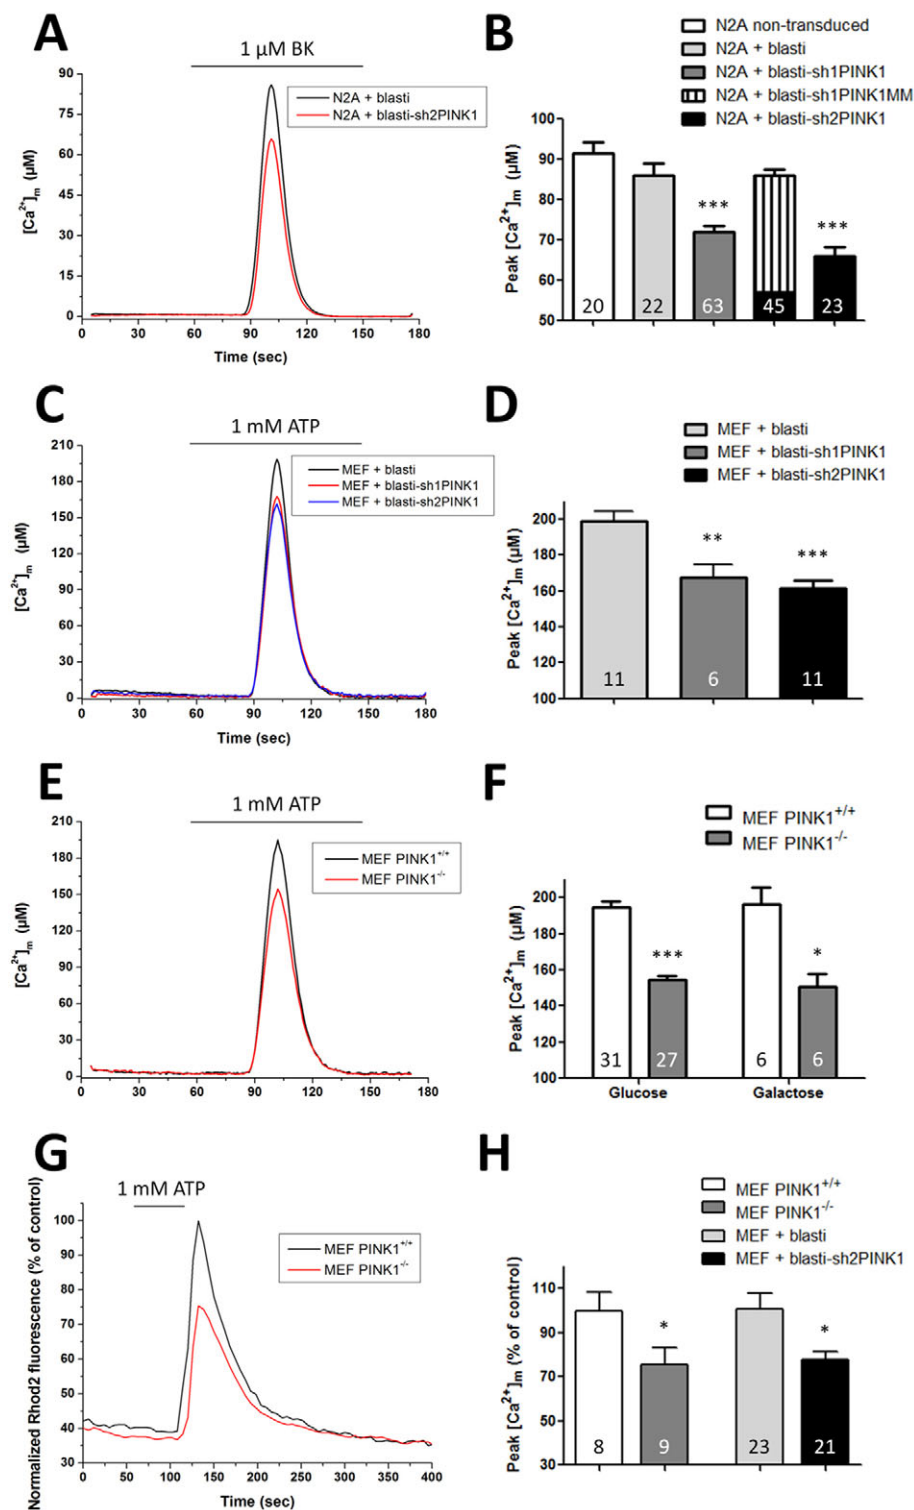 A
1 µM BK
90
75
60
45
30
15
0
[Ca²⁺]m (µM)
N2A + blasti
N2A + blasti-sh2PINK1
0 30 60 90 120 150 180
Time (sec)
B
N2A non-transduced
N2A + blasti
N2A + blasti-sh1PINK1
N2A + blasti-sh1PINK1MM
N2A + blasti-sh2PINK1
100
90
80
70
60
50
Peak [Ca²⁺]m (µM)
*** ***
20 22 63 45 23
C
1 mM ATP
210
180
150
120
90
60
30
0
[Ca²⁺]m (µM)
MEF + blasti
MEF + blasti-sh1PINK1
MEF + blasti-sh2PINK1
0 30 60 90 120 150 180
Time (sec)
D
MEF + blasti
MEF + blasti-sh1PINK1
MEF + blasti-sh2PINK1
200
180
160
140
120
100
Peak [Ca²⁺]m (µM)
** ***
11 6 11
E
1 mM ATP
210
180
150
120
90
60
30
0
[Ca²⁺]m (µM)
MEF PINK1⁺/⁺
MEF PINK1⁻/⁻
0 30 60 90 120 150 180
Time (sec)
F
MEF PINK1⁺/⁺
MEF PINK1⁻/⁻
200
180
160
140
120
100
Peak [Ca²⁺]m (µM)
*** *
31 27 6 6
Glucose Galactose
G
1 mM ATP
100
90
80
70
60
50
40
30
Normalized Rhod2 fluorescence (% of control)
MEF PINK1⁺/⁺
MEF PINK1⁻/⁻
0 50 100 150 200 250 300 350 400
Time (sec)
H
MEF PINK1⁺/⁺
MEF PINK1⁻/⁻
MEF + blasti
MEF + blasti-sh2PINK1
110
90
70
50
30
Peak [Ca²⁺]m (% of control)
* *
8 9 23 21